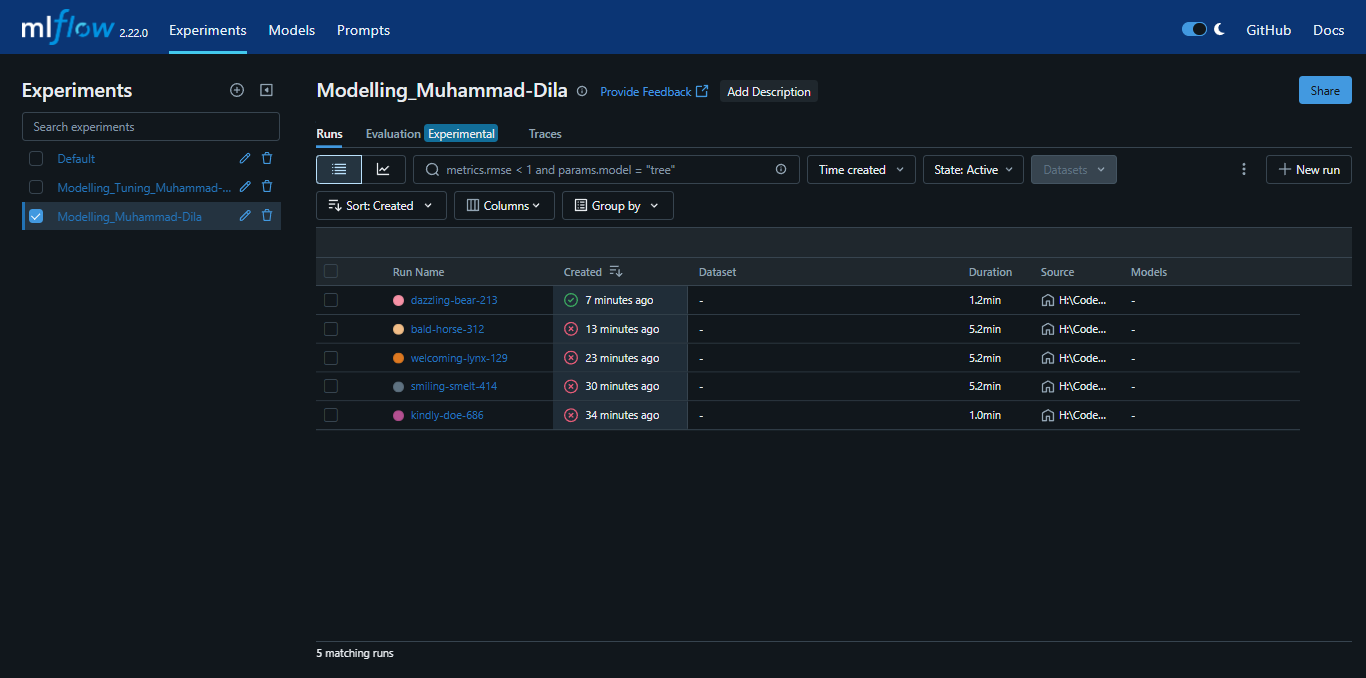 mlflow 2.22.0 Experiments Models Prompts GitHub Docs
Experiments
Search experiments
Default
Modelling_Tuning_Muhammad-...
Modelling_Muhammad-Dila
Modelling_Muhammad-Dila Provide Feedback Add Description Share
Runs Evaluation Experimental Traces
metrics.rmse < 1 and params.model = "tree" Time created State: Active Datasets New run
Sort: Created Columns Group by
Run Name Created Dataset Duration Source Models
dazzling-bear-213 7 minutes ago - 1.2min H:\Code... -
bald-horse-312 13 minutes ago - 5.2min H:\Code... -
welcoming-lynx-129 23 minutes ago - 5.2min H:\Code... -
smiling-smelt-414 30 minutes ago - 5.2min H:\Code... -
kindly-doe-686 34 minutes ago - 1.0min H:\Code... -
5 matching runs